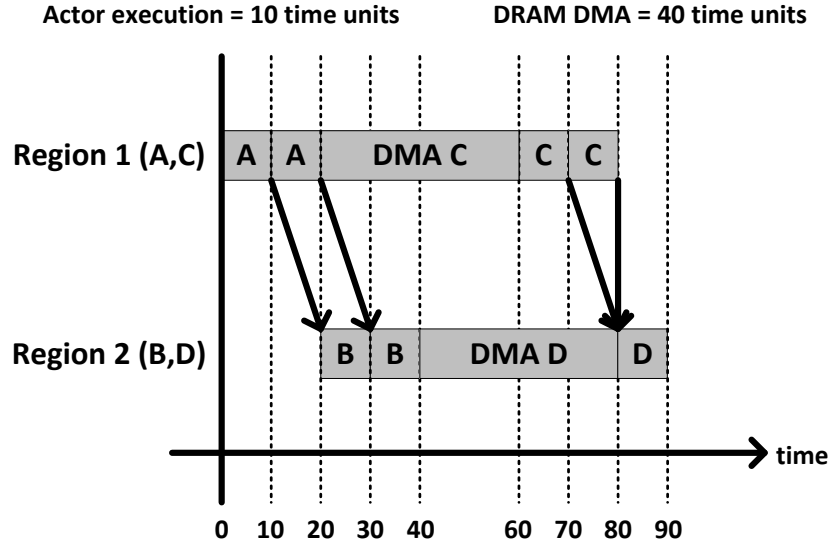 Actor execution = 10 time units DRAM DMA = 40 time units
Region 1 (A,C) A A DMA C C C
Region 2 (B,D) B B DMA D D
time
0 10 20 30 40 60 70 80 90